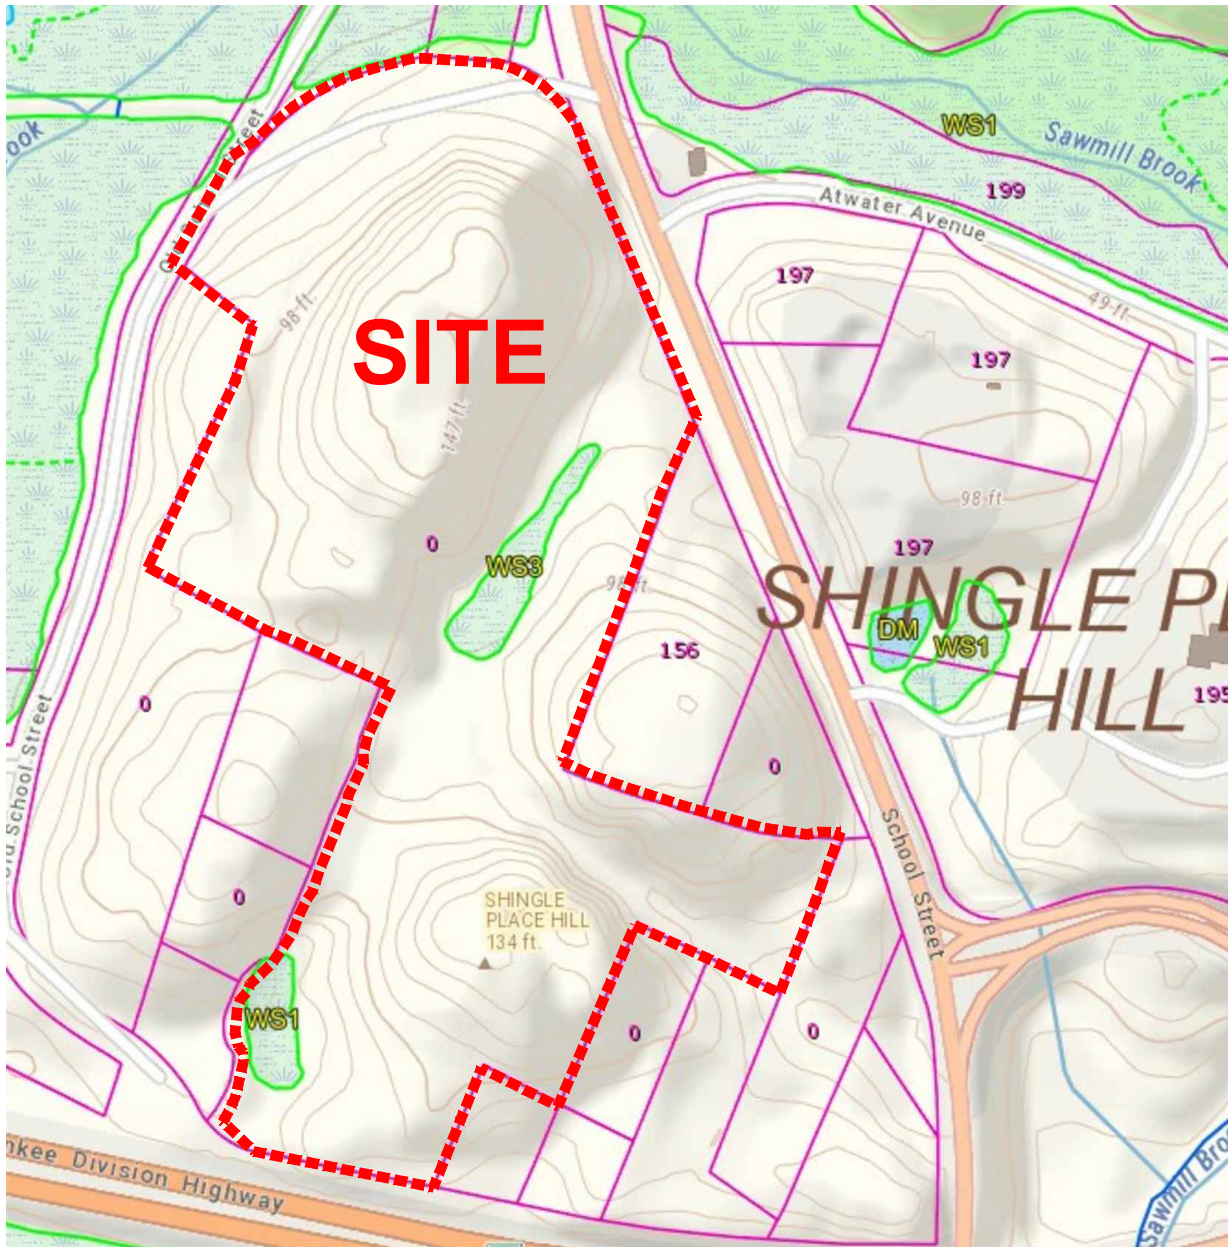 WS1
Sawmill Brook
199
Atwater Avenue
197
49 ft.
98 ft.
SITE
197
147 ft.
98 ft.
0
WS3
197
98 ft.
SHINGLE PL
DM
WS1
156
HILL
195
0
0
School Street
School Street
0
SHINGLE
PLACE HILL
134 ft.
WS1
0
0
nkee Division Highway
Sawmill Bro